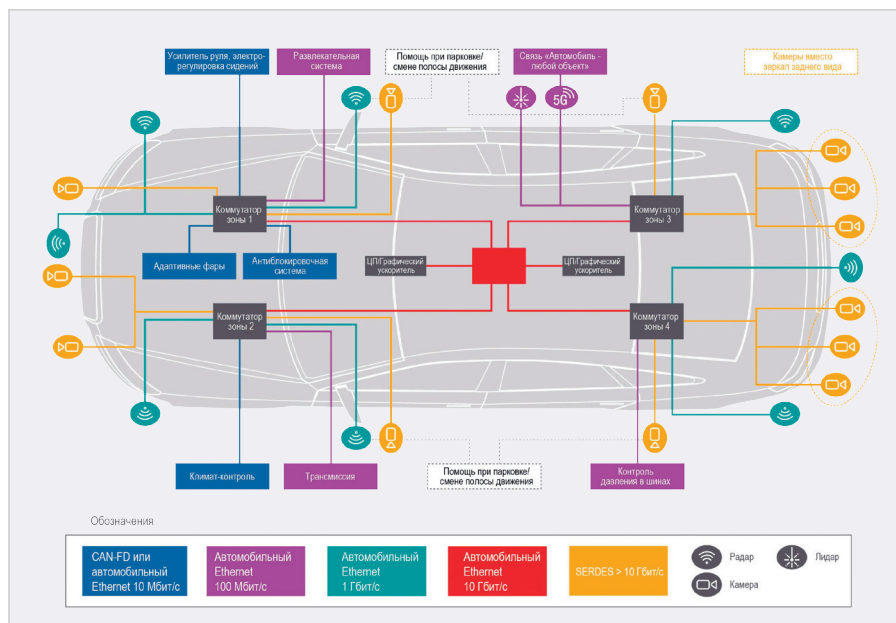 Усилитель руля, электро-
регулировка сидений
Развлекательная
система
Помощь при парковке/
смене полосы движения
Связь «Автомобиль -
любой объект»
Камеры вместо
зеркал заднего вида
5G
Коммутатор
зоны 1
Коммутатор
зоны 3
Адаптивные фары
Антиблокировочная
система
ЦП/Графический
ускоритель
ЦП/Графический
ускоритель
Коммутатор
зоны 2
Коммутатор
зоны 4
Климат-контроль
Трансмиссия
Помощь при парковке/
смене полосы движения
Контроль
давления в шинах
Обозначения
CAN-FD или
автомобильный
Ethernet 10 Мбит/с
Автомобильный
Ethernet
100 Мбит/с
Автомобильный
Ethernet
1 Гбит/с
Автомобильный
Ethernet
10 Гбит/с
SERDES > 10 Гбит/с
Радар
Лидар
Камера